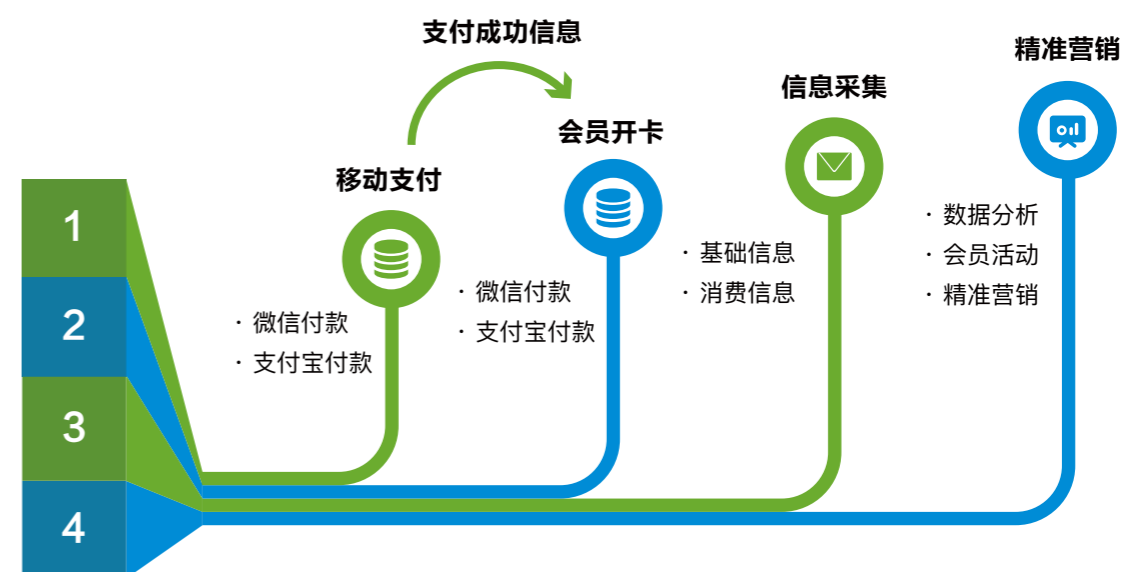 支付成功信息
精准营销
信息采集
会员开卡
移动支付
1
2
3
4
· 微信付款
· 支付宝付款
· 微信付款
· 支付宝付款
· 基础信息
· 消费信息
· 数据分析
· 会员活动
· 精准营销